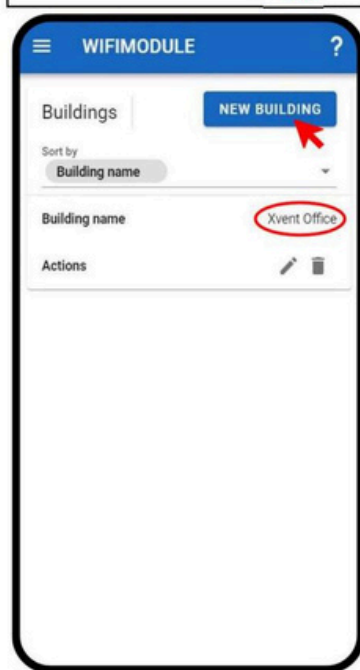 WIFIMODULE ?
Buildings NEW BUILDING
Sort by
Building name
Building name Xvent Office
Actions